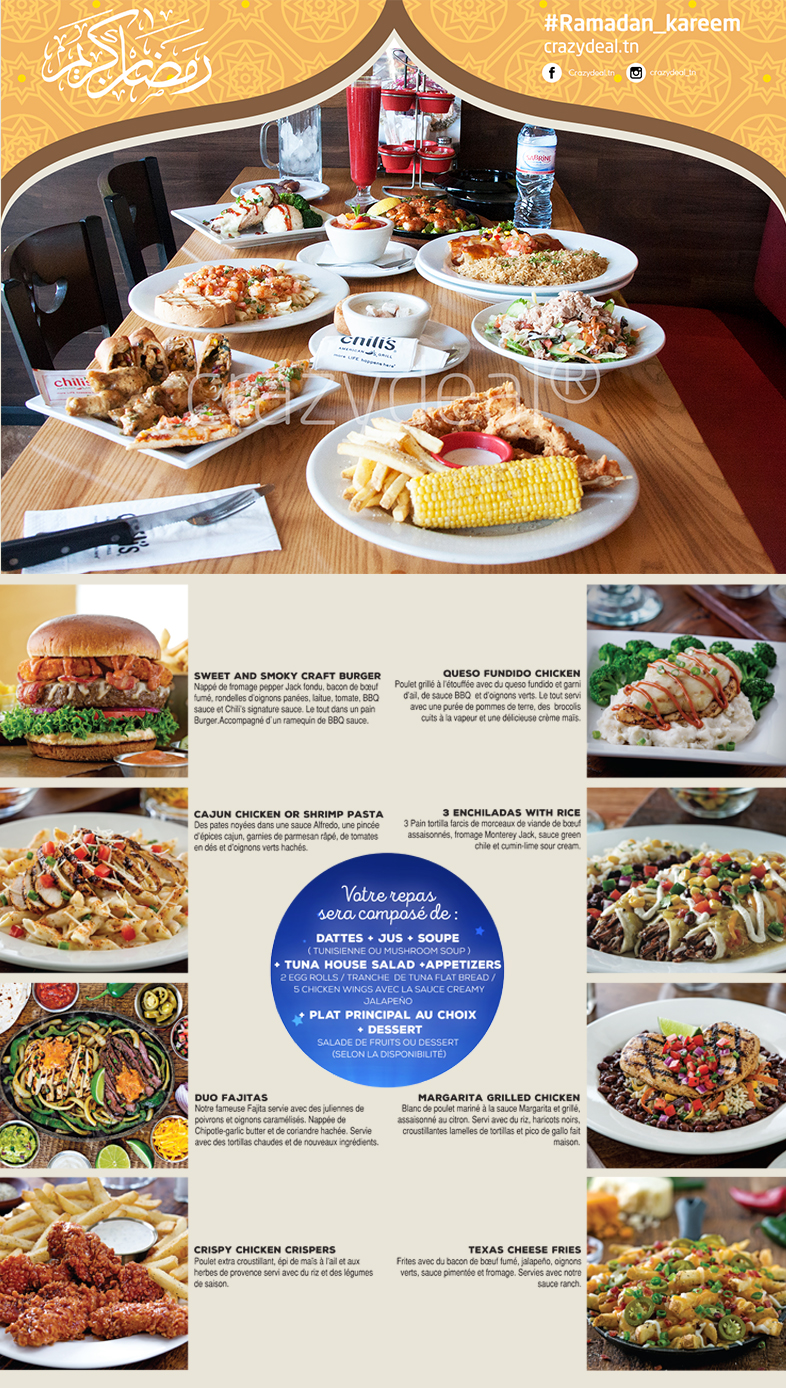 رمضان كريم
#Ramadan_kareem
crazydeal.tn
Crazydeal.tn
crazydeal_tn
SABRINE
chili's
AMERICAN GRILL
more LIFE happens here
chili's
crazydeal®
SWEET AND SMOKY CRAFT BURGER
Nappé de fromage pepper Jack fondu, bacon de bœuf
fumé, rondelles d'oignons panées, laitue, tomate, BBQ
sauce et Chili's signature sauce. Le tout dans un pain
Burger.Accompagné d´un ramequin de BBQ sauce.
QUESO FUNDIDO CHICKEN
Poulet grillé à l'étouffée avec du queso fundido et garni
d'ail, de sauce BBQ et d'oignons verts. Le tout servi
avec une purée de pommes de terre, des brocolis
cuits à la vapeur et une délicieuse crème maïs.
CAJUN CHICKEN OR SHRIMP PASTA
Des pates noyées dans une sauce Alfredo, une pincée
d'épices cajun, garnies de parmesan râpé, de tomates
en dés et d'oignons verts hachés.
3 ENCHILADAS WITH RICE
3 Pain tortilla farcis de morceaux de viande de bœuf
assaisonnés, fromage Monterey Jack, sauce green
chile et cumin-lime sour cream.
Votre repas
sera composé de :
DATTES + JUS + SOUPE
( TUNISIENNE OU MUSHROOM SOUP )
+ TUNA HOUSE SALAD +APPETIZERS
2 EGG ROLLS / TRANCHE DE TUNA FLAT BREAD /
5 CHICKEN WINGS AVEC LA SAUCE CREAMY
JALAPEÑO
+ PLAT PRINCIPAL AU CHOIX
+ DESSERT
SALADE DE FRUITS OU DESSERT
(SELON LA DISPONIBILITÉ)
DUO FAJITAS
Notre fameuse Fajita servie avec des juliennes de
poivrons et oignons caramélisés. Nappée de
Chipotle-garlic butter et de coriandre hachée. Servie
avec des tortillas chaudes et de nouveaux ingrédients.
MARGARITA GRILLED CHICKEN
Blanc de poulet mariné à la sauce Margarita et grillé,
assaisonné au citron. Servi avec du riz, haricots noirs,
croustillantes lamelles de tortillas et pico de gallo fait
maison.
CRISPY CHICKEN CRISPERS
Poulet extra croustillant, épi de maïs à l'ail et aux
herbes de provence servi avec du riz et des légumes
de saison.
TEXAS CHEESE FRIES
Frites avec du bacon de bœuf fumé, jalapeño, oignons
verts, sauce pimentée et fromage. Servies avec notre
sauce ranch.